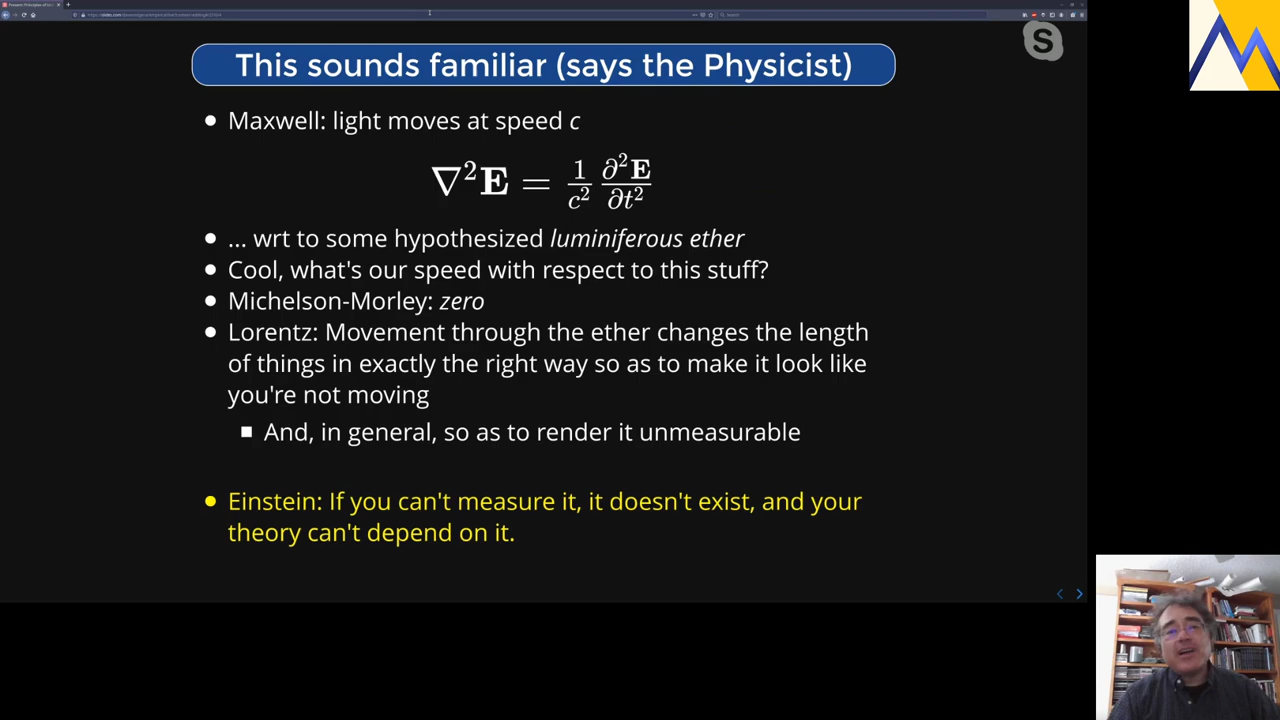 This sounds familiar (says the Physicist)
S
Maxwell: light moves at speed c
∇²E = 1/c² ∂²E/∂t²
... wrt to some hypothesized luminiferous ether
Cool, what's our speed with respect to this stuff?
Michelson-Morley: zero
Lorentz: Movement through the ether changes the length
of things in exactly the right way so as to make it look like
you're not moving
And, in general, so as to render it unmeasurable
Einstein: If you can't measure it, it doesn't exist, and your
theory can't depend on it.